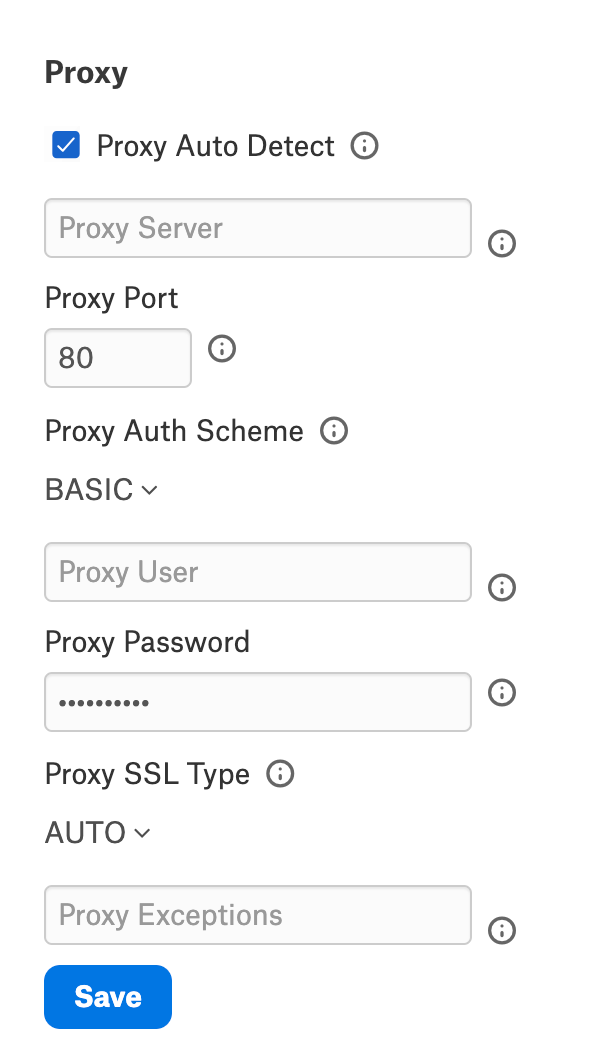 Proxy
Proxy Auto Detect
Proxy Server
Proxy Port
80
Proxy Auth Scheme
BASIC
Proxy User
Proxy Password
••••••••••
Proxy SSL Type
AUTO
Proxy Exceptions
Save